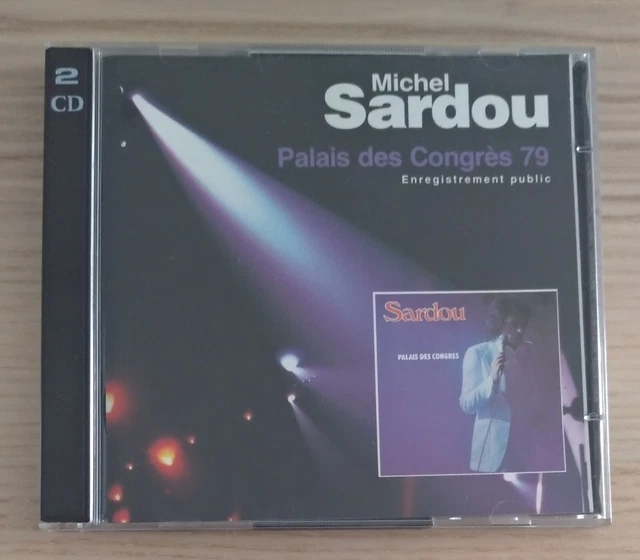 2
CD
Michel
Sardou
Palais des Congrès 79
Enregistrement public
Sardou
PALAIS DES CONGRES